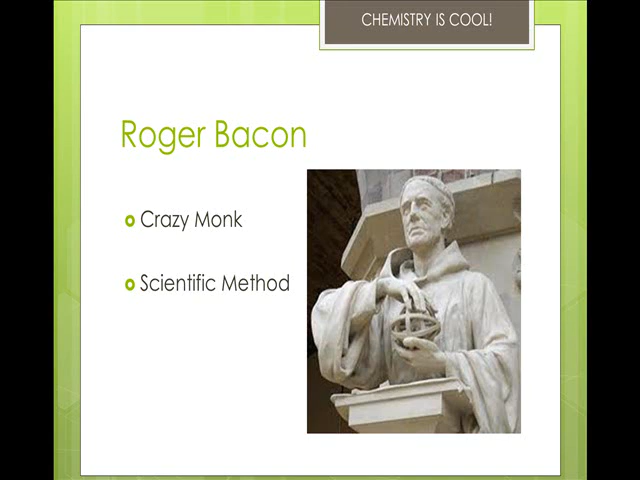 CHEMISTRY IS COOL!
Roger Bacon
Crazy Monk
Scientific Method